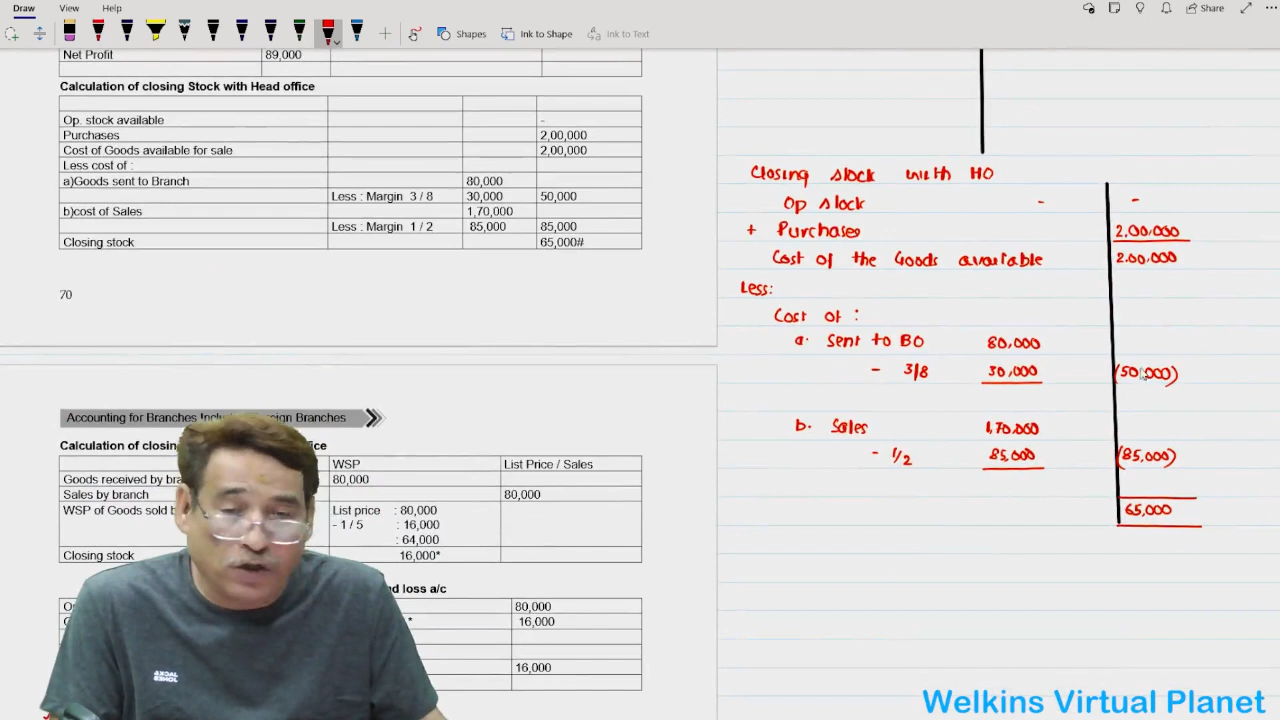 Draw View Help
Share
Shapes Ink to Shape Ink to Text
Net Profit 89,000
Calculation of closing Stock with Head office
Op. stock available -
Purchases 2,00,000
Cost of Goods available for sale 2,00,000
Less cost of :
a)Goods sent to Branch 80,000
Less : Margin 3 / 8 30,000 50,000
b)cost of Sales 1,70,000
Less : Margin 1 / 2 85,000 85,000
Closing stock 65,000#
70
Accounting for Branches Branches
Calculation of
WSP List Price / Sales
Goods received by 80,000
Sales by branch 80,000
WSP of Goods sold List price : 80,000
- 1 / 5 : 16,000
: 64,000
Closing stock 16,000*
loss a/c
80,000
* 16,000
16,000
Closing stock with HO
Op stock - -
+ Purchases 2,00,000
Cost of the Goods available 2,00,000
Less:
Cost of :
a. Sent to BO 80,000
- 3/8 30,000 (50,000)
b. Sales 1,70,000
- 1/2 85,000 (85,000)
65,000
Welkins Virtual Planet